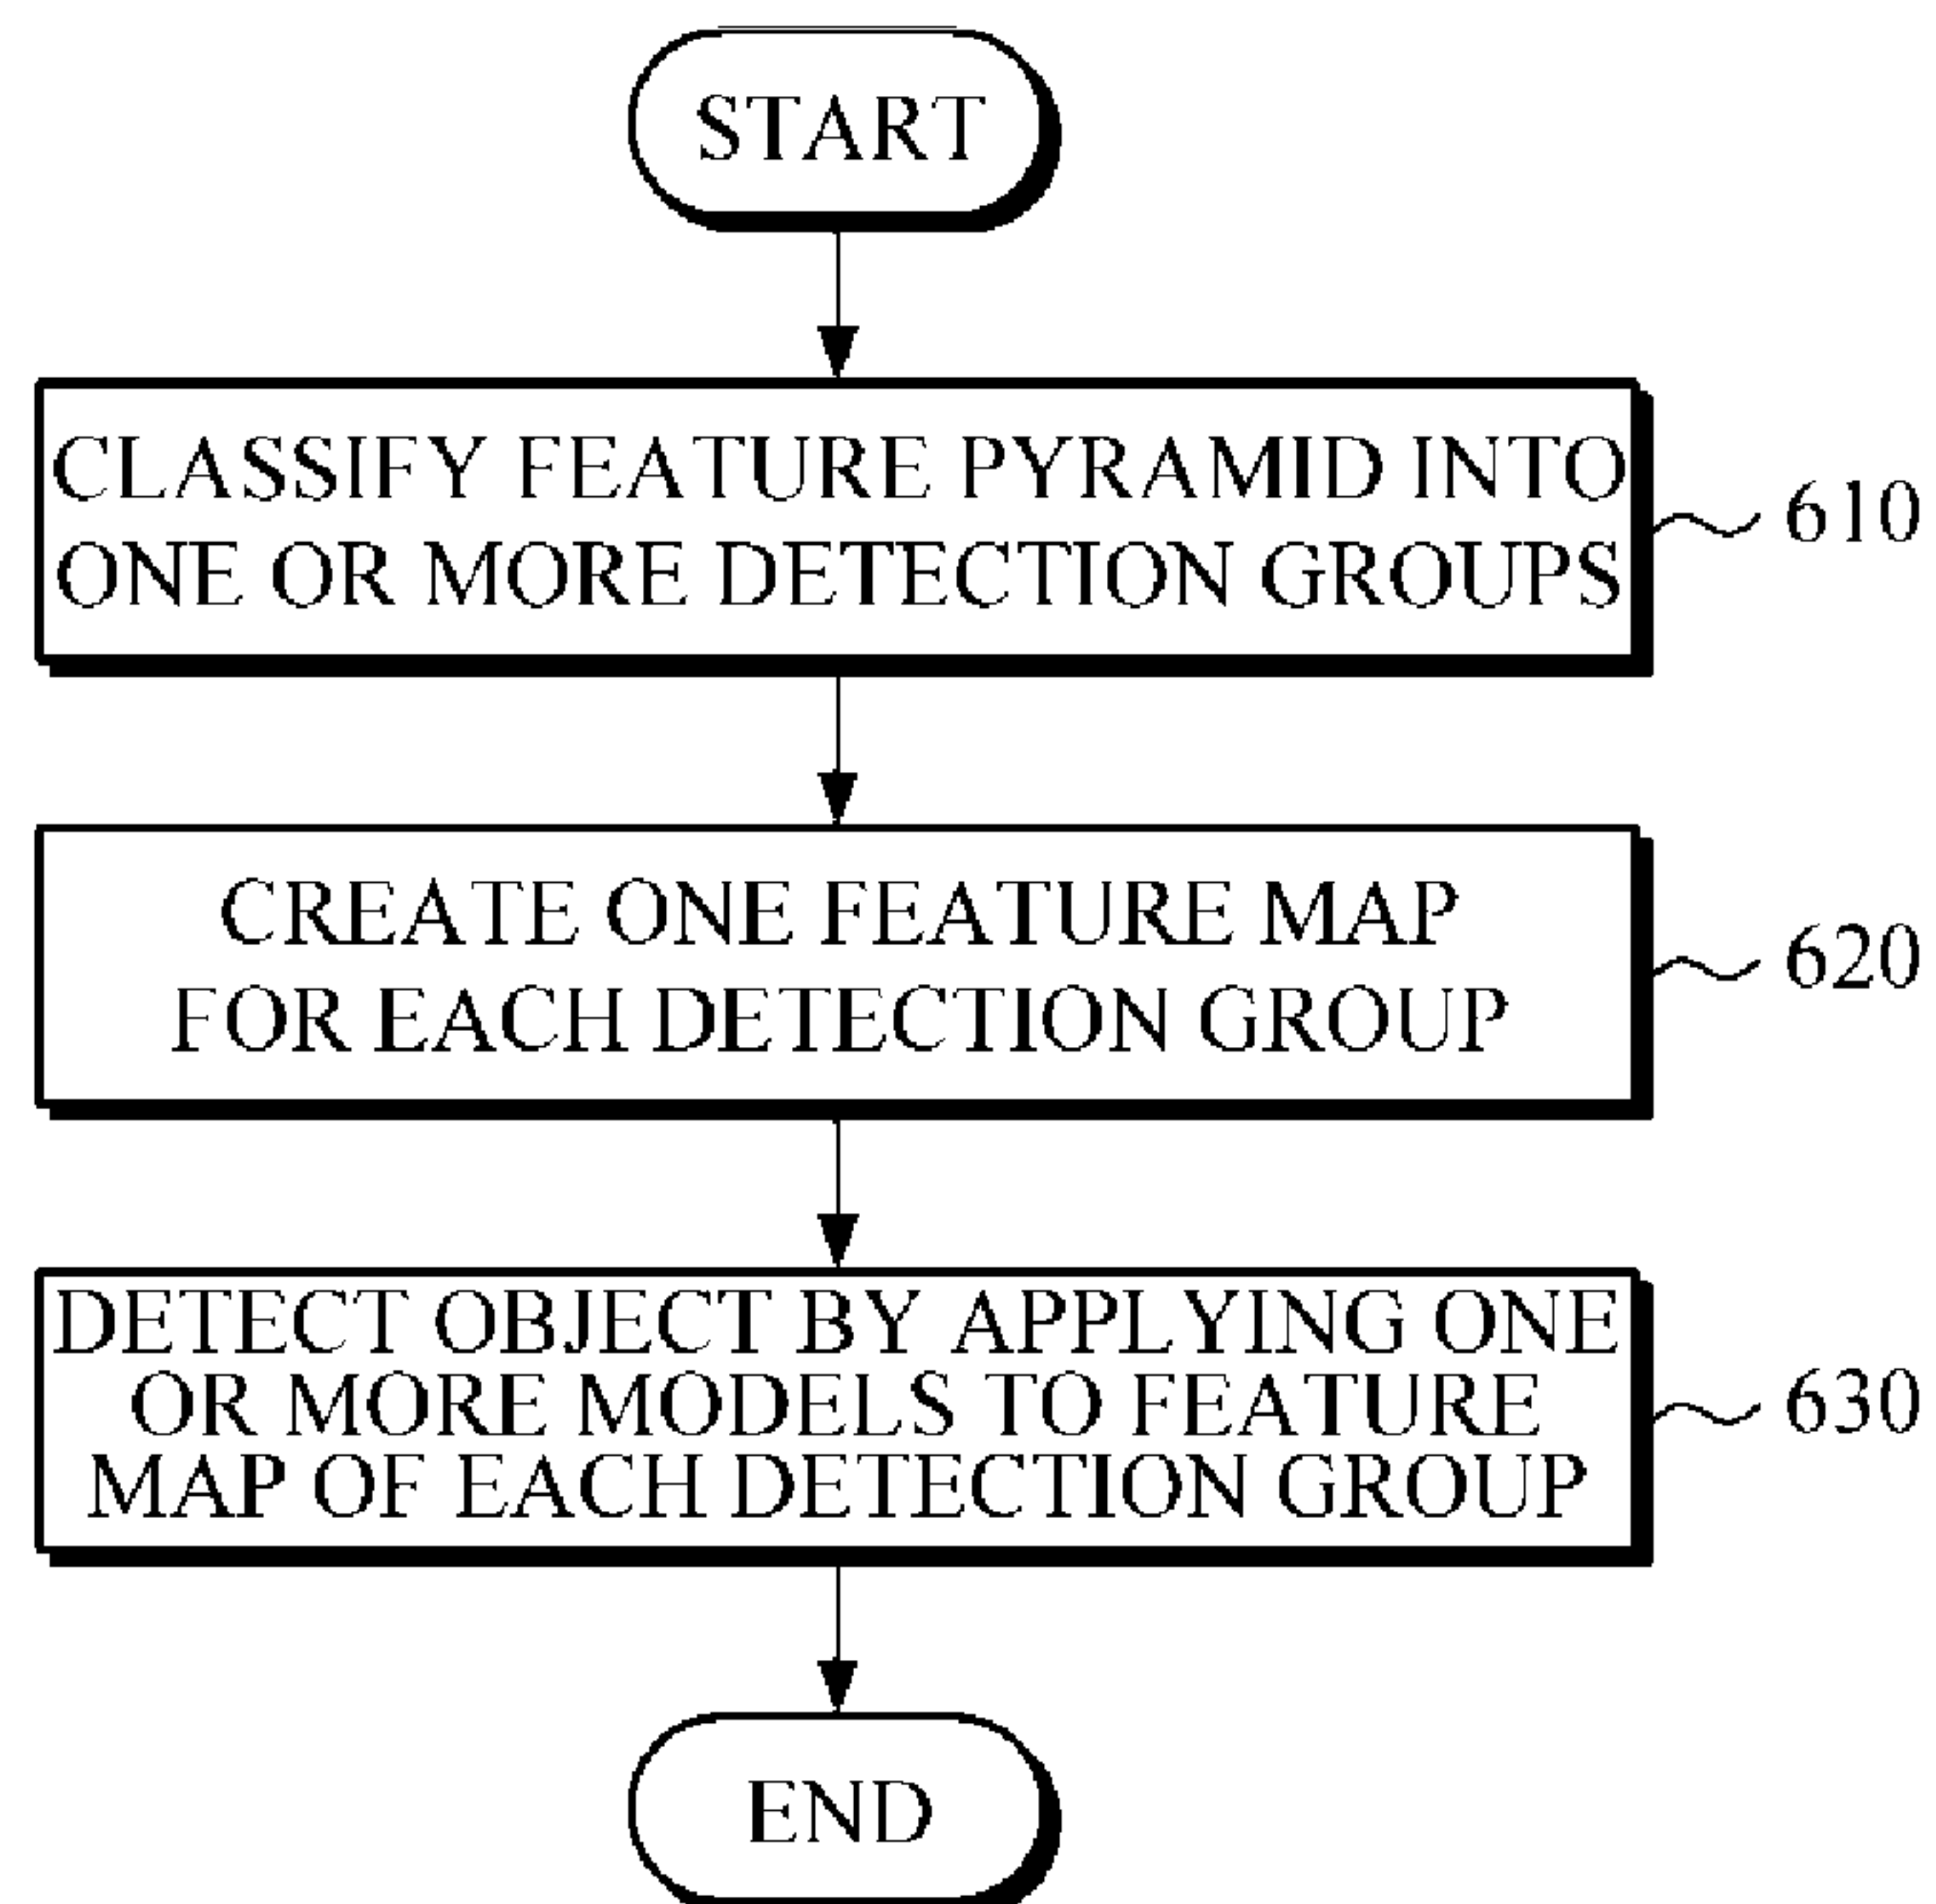 START
CLASSIFY FEATURE PYRAMID INTO
ONE OR MORE DETECTION GROUPS
610
CREATE ONE FEATURE MAP
FOR EACH DETECTION GROUP
620
DETECT OBJECT BY APPLYING ONE
OR MORE MODELS TO FEATURE
MAP OF EACH DETECTION GROUP
630
END